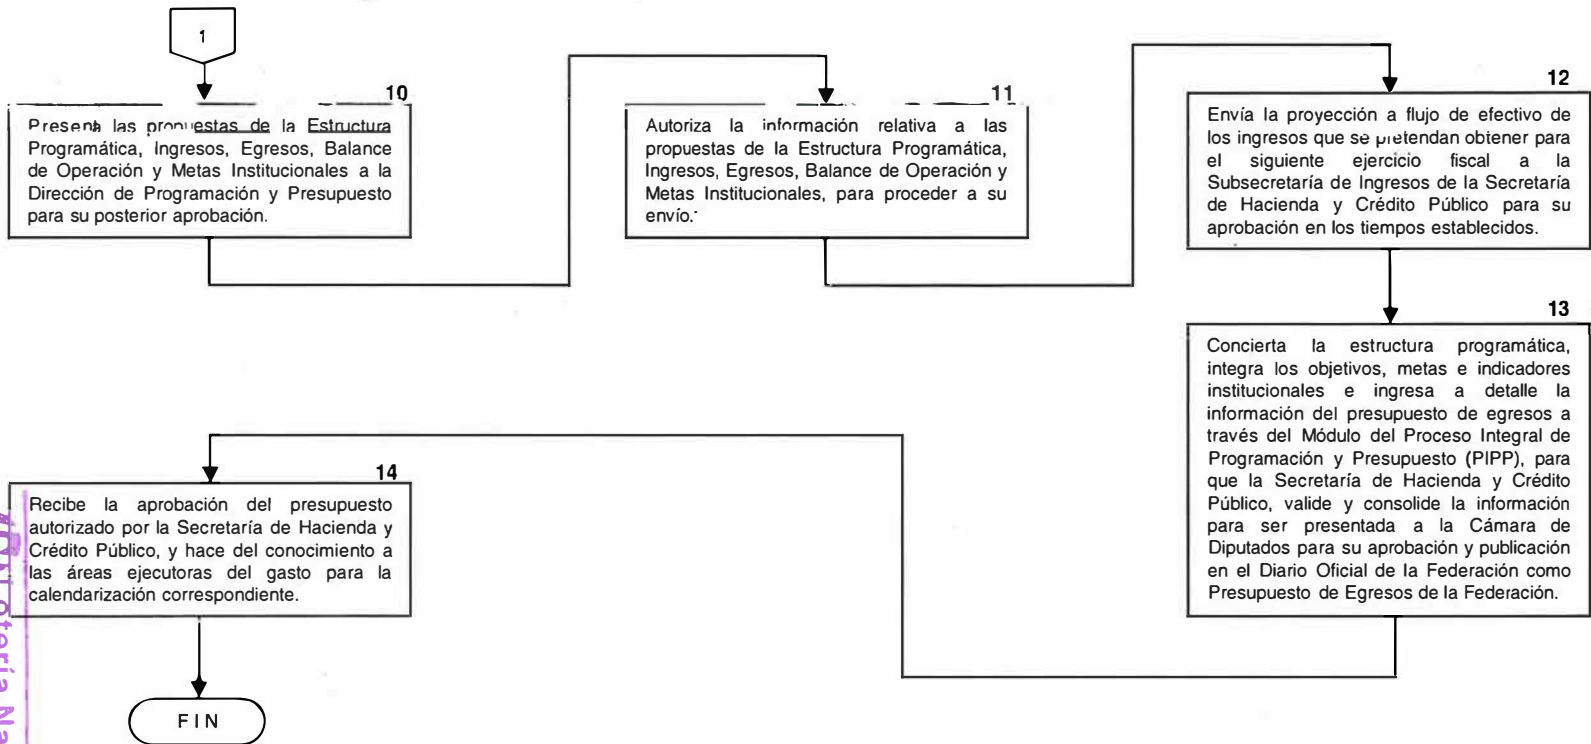 1
10
Presenta las propuestas de la Estructura
Programática, Ingresos, Egresos, Balance
de Operación y Metas Institucionales a la
Dirección de Programación y Presupuesto
para su posterior aprobación.
11
Autoriza la información relativa a las
propuestas de la Estructura Programática,
Ingresos, Egresos, Balance de Operación y
Metas Institucionales, para proceder a su
envío.
12
Envía la proyección a flujo de efectivo de
los ingresos que se pretendan obtener para
el siguiente ejercicio fiscal a la
Subsecretaría de Ingresos de la Secretaría
de Hacienda y Crédito Público para su
aprobación en los tiempos establecidos.
13
Concierta la estructura programática,
integra los objetivos, metas e indicadores
institucionales e ingresa a detalle la
información del presupuesto de egresos a
través del Módulo del Proceso Integral de
Programación y Presupuesto (PIPP), para
que la Secretaría de Hacienda y Crédito
Público, valide y consolide la información
para ser presentada a la Cámara de
Diputados para su aprobación y publicación
en el Diario Oficial de la Federación como
Presupuesto de Egresos de la Federación.
14
Recibe la aprobación del presupuesto
autorizado por la Secretaría de Hacienda y
Crédito Público, y hace del conocimiento a
las áreas ejecutoras del gasto para la
calendarización correspondiente.
FIN